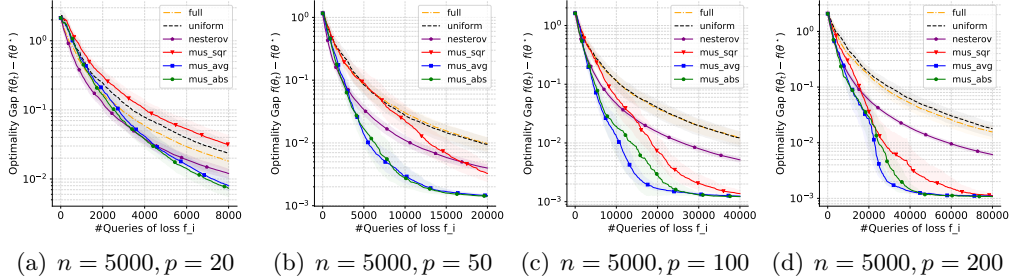 full
uniform
nesterov
mus_sqr
mus_avg
mus_abs
Optimality Gap f(θ_t) − f(θ*)
10^0
10^-1
10^-2
0 2000 4000 6000 8000
#Queries of loss f_i
(a) n = 5000, p = 20
full
uniform
nesterov
mus_sqr
mus_avg
mus_abs
Optimality Gap f(θ_t) − f(θ*)
10^0
10^-1
10^-2
10^-3
0 5000 10000 15000 20000
#Queries of loss f_i
(b) n = 5000, p = 50
full
uniform
nesterov
mus_sqr
mus_avg
mus_abs
Optimality Gap f(θ_t) − f(θ*)
10^0
10^-1
10^-2
10^-3
0 10000 20000 30000 40000
#Queries of loss f_i
(c) n = 5000, p = 100
full
uniform
nesterov
mus_sqr
mus_avg
mus_abs
Optimality Gap f(θ_t) − f(θ*)
10^0
10^-1
10^-2
10^-3
0 20000 40000 60000 80000
#Queries of loss f_i
(d) n = 5000, p = 200